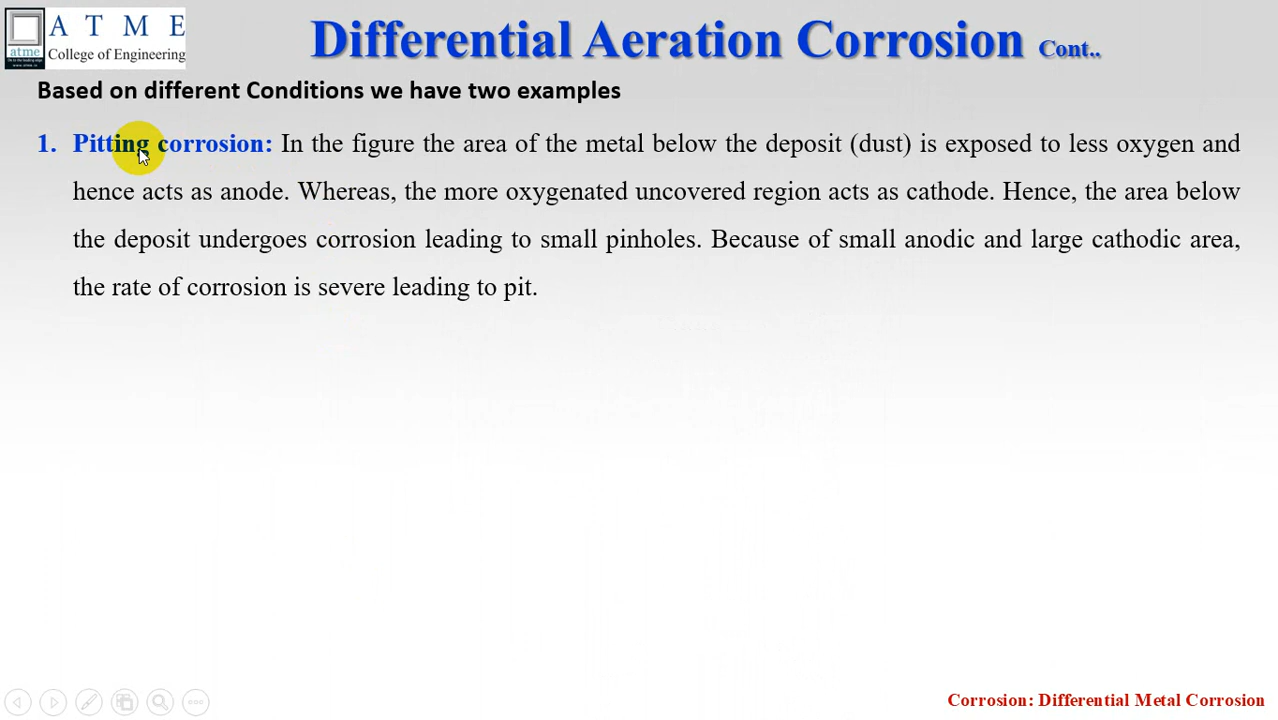 A T M E
College of Engineering
atme
Differential Aeration Corrosion Cont..
Based on different Conditions we have two examples
1. Pitting corrosion: In the figure the area of the metal below the deposit (dust) is exposed to less oxygen and
hence acts as anode. Whereas, the more oxygenated uncovered region acts as cathode. Hence, the area below
the deposit undergoes corrosion leading to small pinholes. Because of small anodic and large cathodic area,
the rate of corrosion is severe leading to pit.
Corrosion: Differential Metal Corrosion